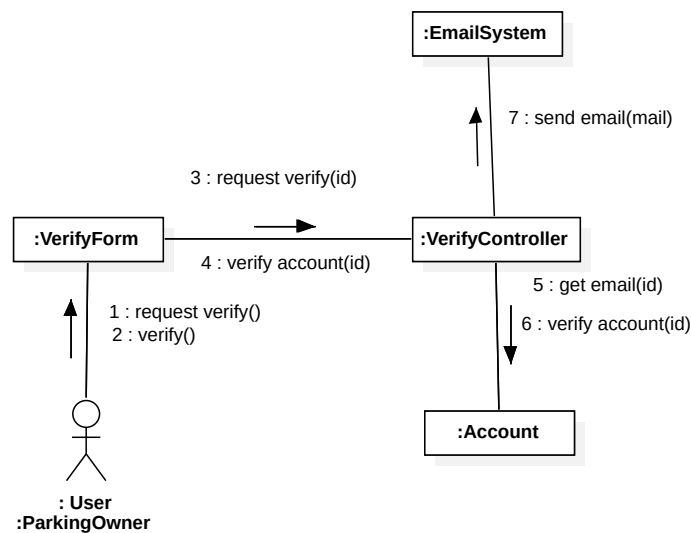 :EmailSystem
7 : send email(mail)
3 : request verify(id)
:VerifyForm
:VerifyController
4 : verify account(id)
5 : get email(id)
1 : request verify()
6 : verify account(id)
2 : verify()
:Account
: User
:ParkingOwner